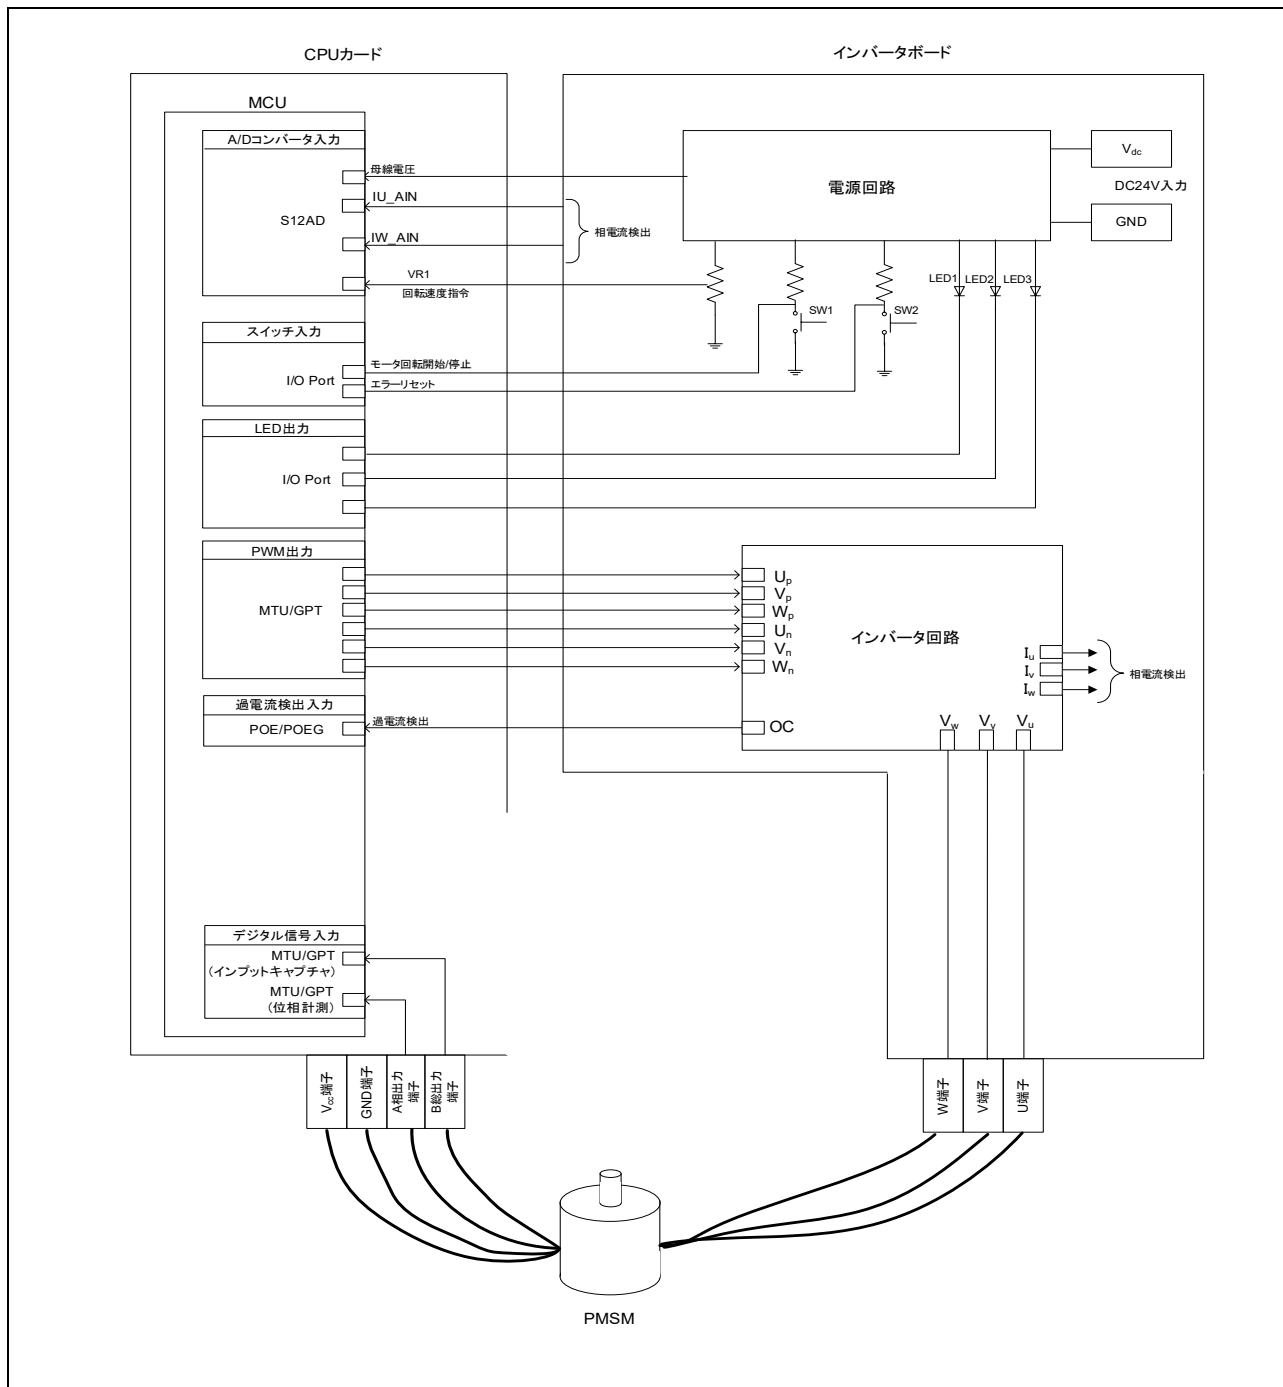 CPUカード
インバータボード
MCU
A/Dコンバータ入力
S12AD
母線電圧
IU_AIN
IW_AIN
相電流検出
VR1
回転速度指令
電源回路
Vdc
DC24V入力
GND
LED1
LED2
LED3
SW1
SW2
スイッチ入力
I/O Port
モータ回転開始/停止
エラーリセット
LED出力
I/O Port
PWM出力
MTU/GPT
Up
Vp
Wp
Un
Vn
Wn
インバータ回路
Iu
Iv
Iw
相電流検出
過電流検出入力
POE/POEG
過電流検出
OC
Vw
Vv
Vu
デジタル信号入力
MTU/GPT
(インプットキャプチャ)
MTU/GPT
(位相計測)
Vcc端子
GND端子
A相出力
端子
B総出力
端子
W端子
V端子
U端子
PMSM